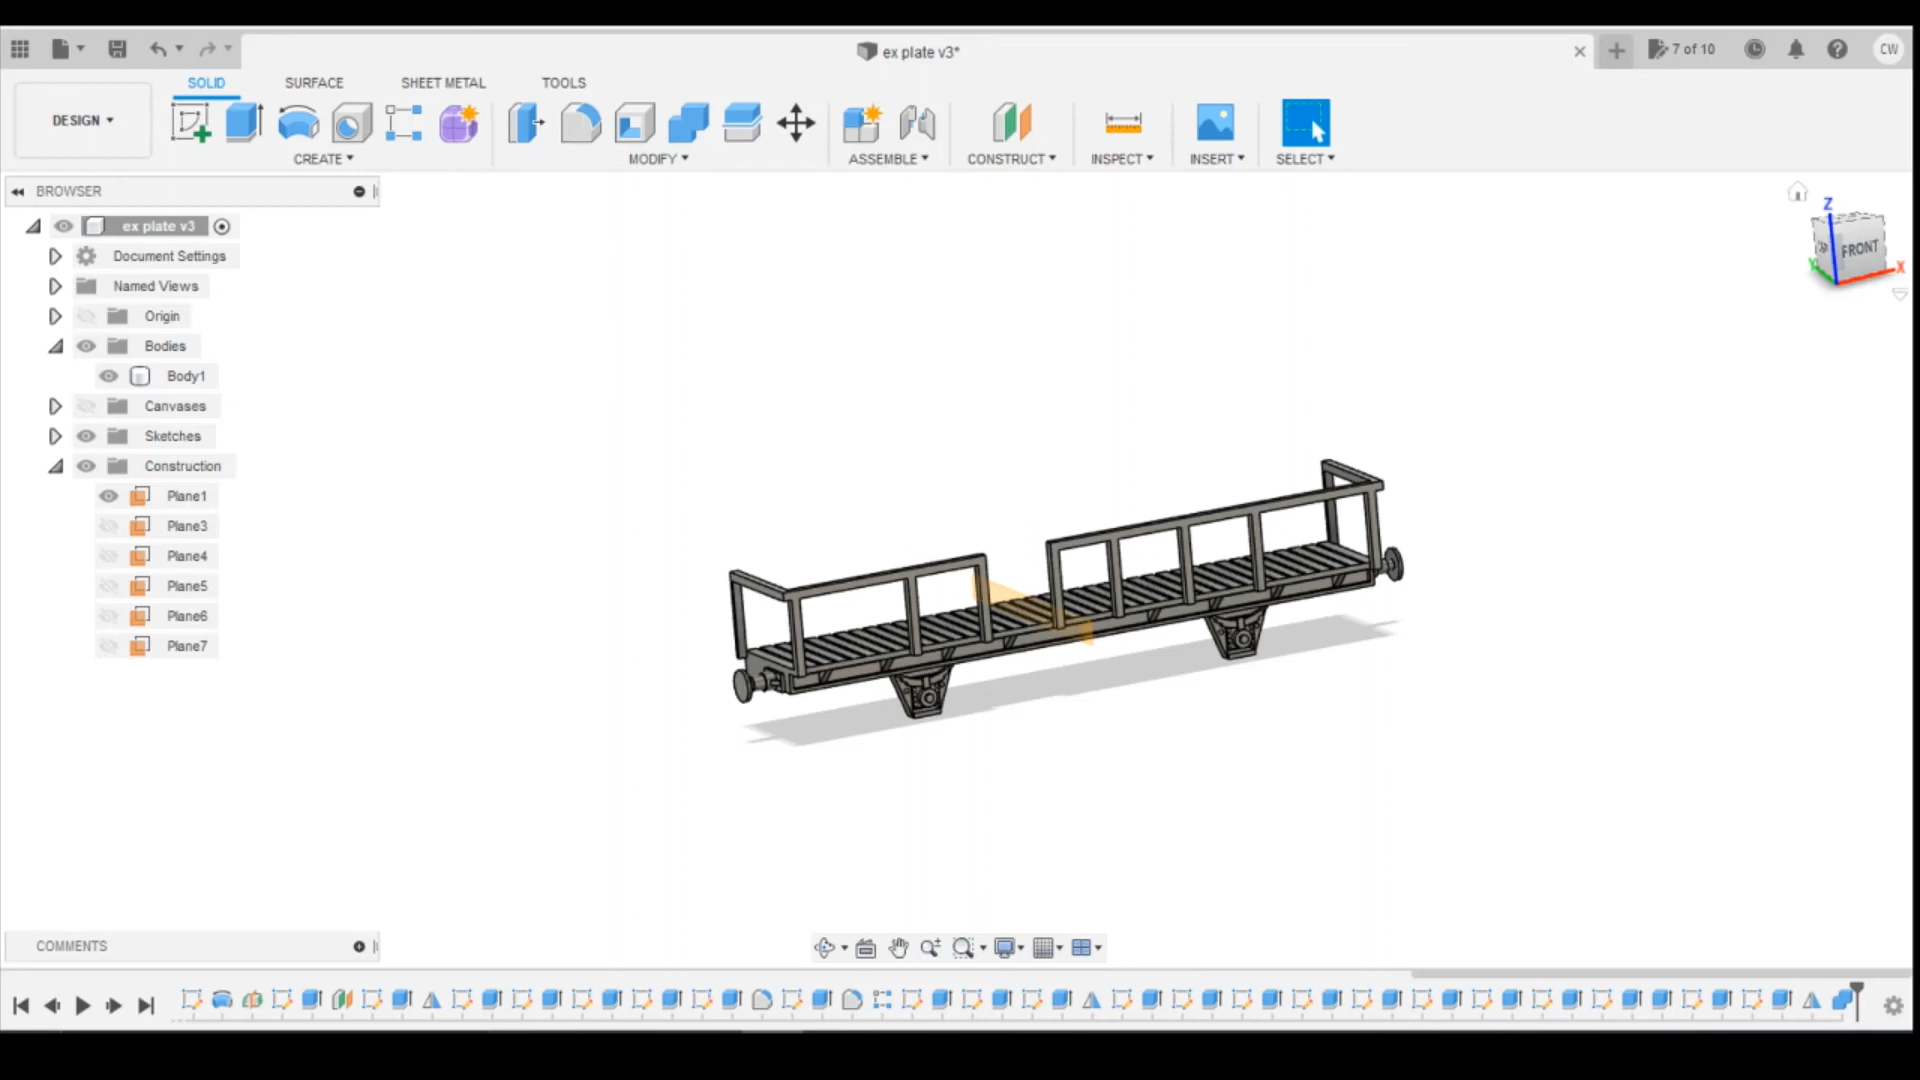 ex plate v3*
7 of 10
CW
SOLID
SURFACE
SHEET METAL
TOOLS
DESIGN
CREATE
MODIFY
ASSEMBLE
CONSTRUCT
INSPECT
INSERT
SELECT
BROWSER
ex plate v3
Document Settings
Named Views
Origin
Bodies
Body1
Canvases
Sketches
Construction
Plane1
Plane3
Plane4
Plane5
Plane6
Plane7
Z
FRONT
X
Y
COMMENTS